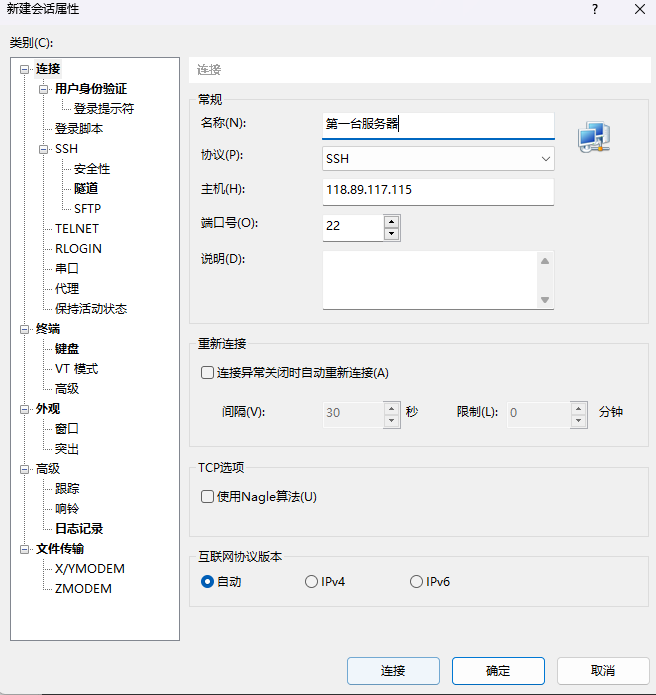 新建会话属性
类别(C):
连接
用户身份验证
登录提示符
登录脚本
SSH
安全性
隧道
SFTP
TELNET
RLOGIN
串口
代理
保持活动状态
终端
键盘
VT 模式
高级
外观
窗口
突出
高级
跟踪
响铃
日志记录
文件传输
X/YMODEM
ZMODEM
连接
常规
名称(N): 第一台服务器
协议(P): SSH
主机(H): 118.89.117.115
端口号(O): 22
说明(D):
重新连接
连接异常关闭时自动重新连接(A)
间隔(V): 30 秒 限制(L): 0 分钟
TCP选项
使用Nagle算法(U)
互联网协议版本
自动 IPv4 IPv6
连接 确定 取消